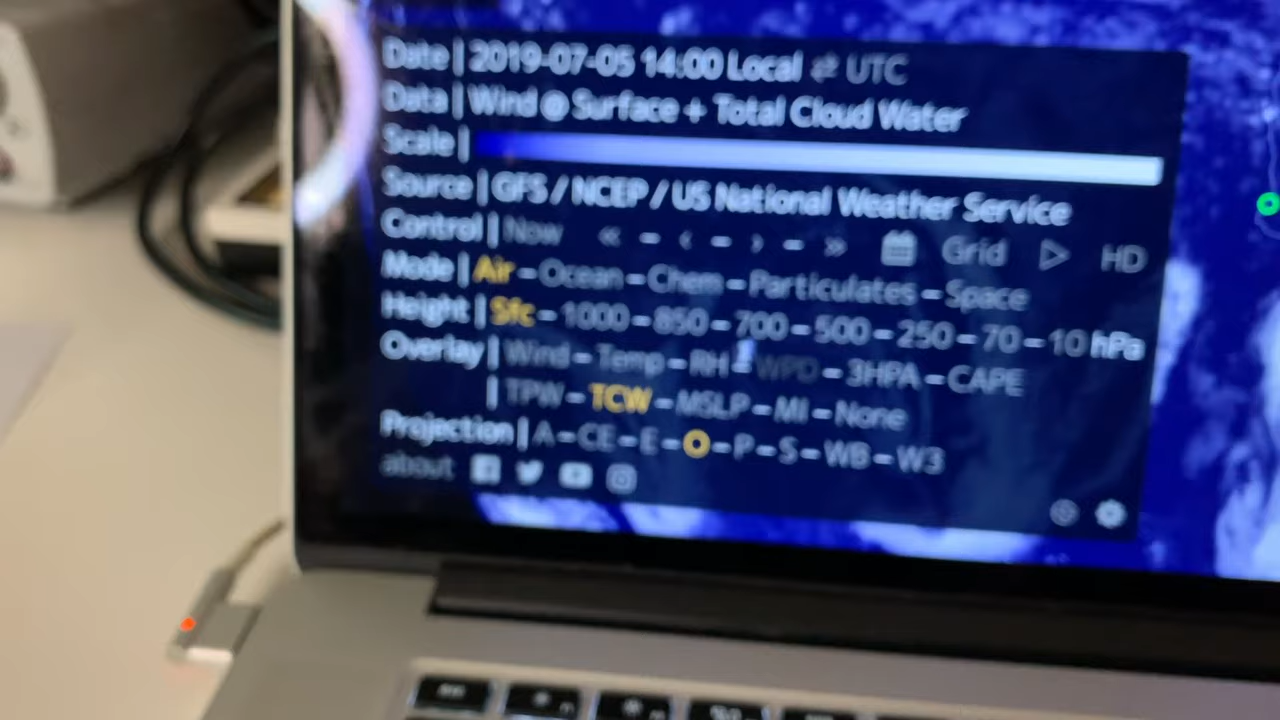 Date | 2019-07-05 14:00 Local ⇄ UTC
Data | Wind @ Surface + Total Cloud Water
Scale |
Source | GFS / NCEP / US National Weather Service
Control | Now « – ‹ – › – » Grid ▷ HD
Mode | Air – Ocean – Chem – Particulates – Space
Height | Sfc – 1000 – 850 – 700 – 500 – 250 – 70 – 10 hPa
Overlay | Wind – Temp – RH – WPD – 3HPA – CAPE
| TPW – TCW – MSLP – MI – None
Projection | A – CE – E – O – P – S – WB – W3
about